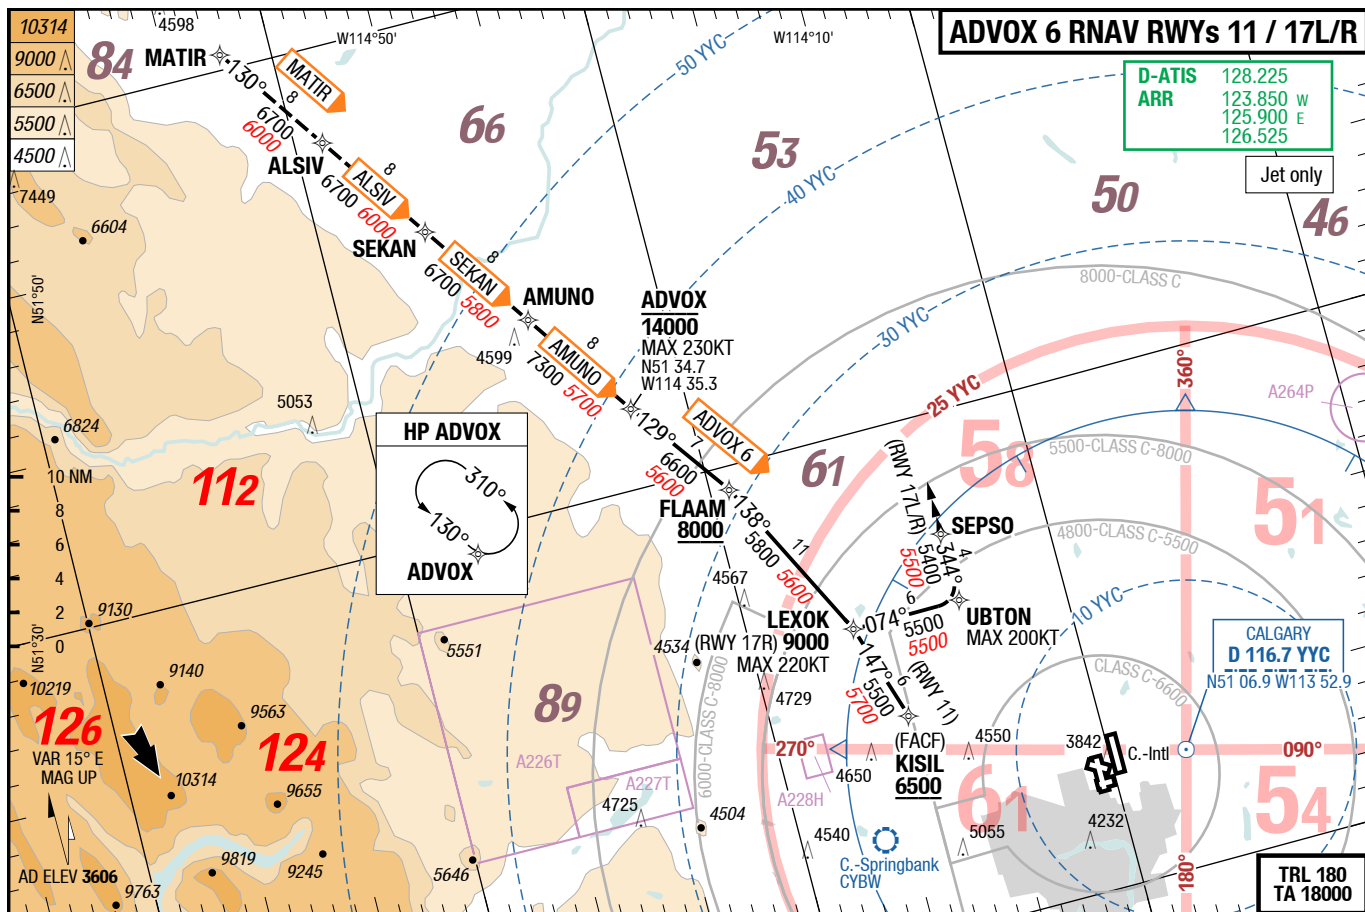 10314
9000
6500
5500
4500
4598
84
MATIR
W114°50'
W114°10'
50 YYC
ADVOX 6 RNAV RWYs 11 / 17L/R
D-ATIS 128.225
ARR 123.850 W
125.900 E
126.525
Jet only
130°
MATIR
8
6700
6000
66
53
50
46
ALSIV
8
ALSIV
6700
6000
40 YYC
7449
6604
SEKAN
8
SEKAN
6700
5800
8000-CLASS C
N51°50'
AMUNO
4599
8
AMUNO
7300
5700
ADVOX
14000
MAX 230KT
N51 34.7
W114 35.3
30 YYC
25 YYC
360°
A264P
5053
6824
10 NM
8
6
4
2
0
112
HP ADVOX
310°
130°
ADVOX
129°
7
ADVOX 6
6600
5600
61
58
5500-CLASS C-8000
51
FLAAM
8000
138°
11
5800
5600
(RWY 17L/R)
SEPSO
4
344°
5400
5500
4800-CLASS C-5500
4567
LEXOK
(RWY 17R) 9000
MAX 220KT
074°
6
5500
5500
UBTON
MAX 200KT
10 YYC
CALGARY
D 116.7 YYC
N51 06.9 W113 52.9
9130
N51°30'
5551
4534
147°
6
5500
5700
(RWY 11)
CLASS C-6600
10219
9140
9563
126
124
89
4729
6000-CLASS C-8000
VAR 15° E
MAG UP
A226T
A227T
270°
(FACF)
KISIL
6500
4550
3842
C.-Intl
090°
10314
9655
4725
4504
4650
A228H
61
54
4540
C.-Springbank
CYBW
5055
4232
180°
AD ELEV 3606
9819
9245
9763
5646
TRL 180
TA 18000